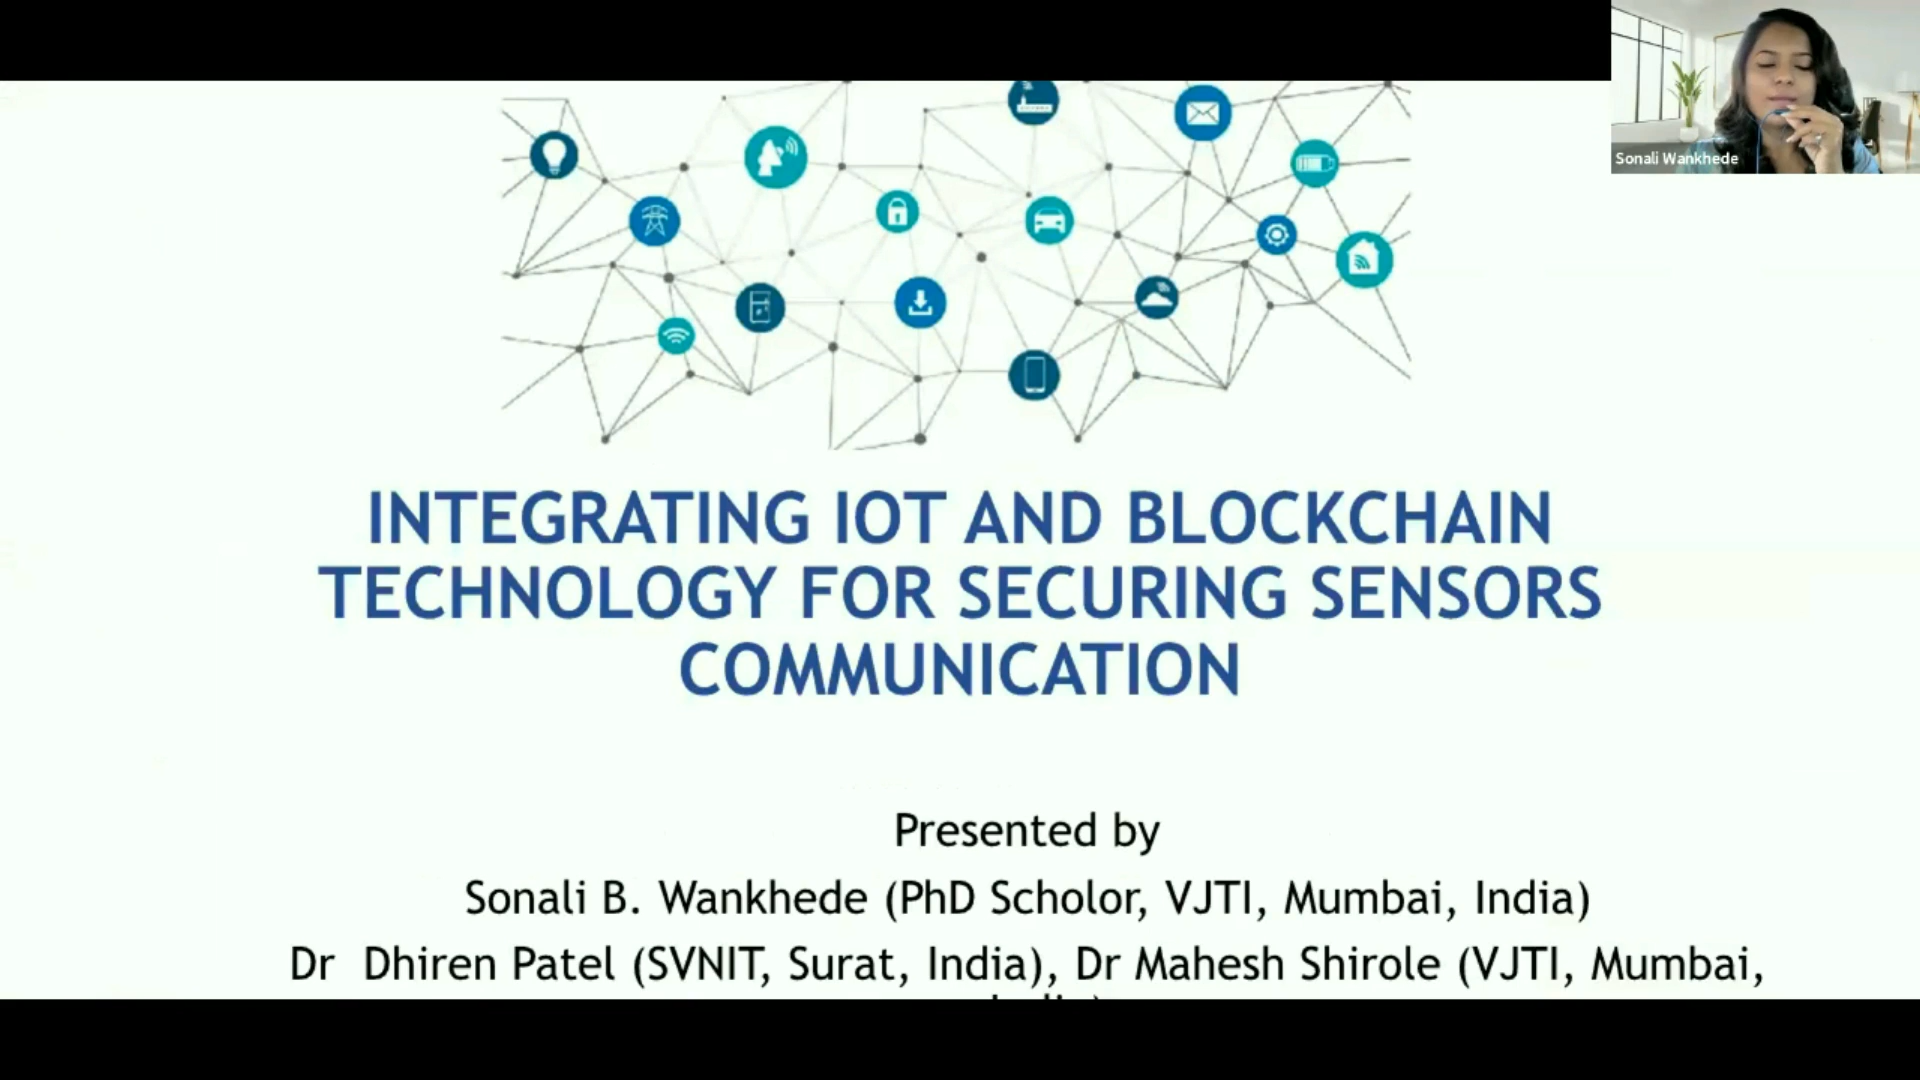 Sonali Wankhede
INTEGRATING IOT AND BLOCKCHAIN
TECHNOLOGY FOR SECURING SENSORS
COMMUNICATION
Presented by
Sonali B. Wankhede (PhD Scholor, VJTI, Mumbai, India)
Dr Dhiren Patel (SVNIT, Surat, India), Dr Mahesh Shirole (VJTI, Mumbai,